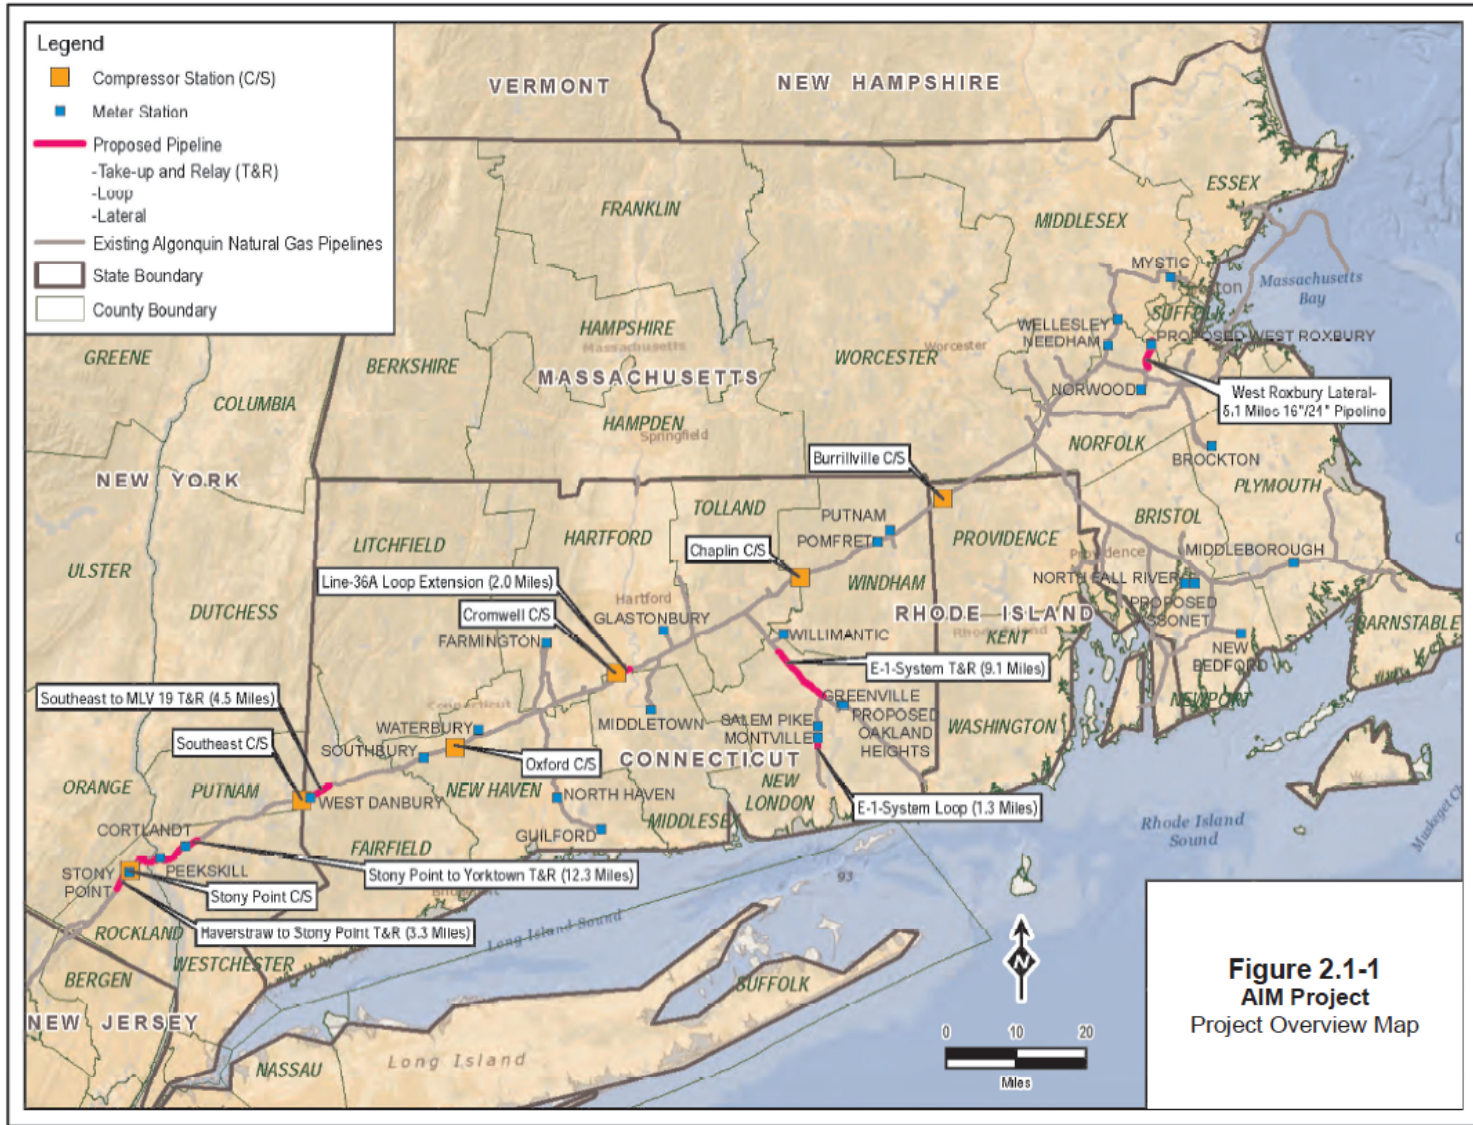 Legend
Compressor Station (C/S)
Meter Station
Proposed Pipeline
-Take-up and Relay (T&R)
-Loop
-Lateral
Existing Algonquin Natural Gas Pipelines
State Boundary
County Boundary
VERMONT
NEW HAMPSHIRE
ESSEX
FRANKLIN
MIDDLESEX
MYSTIC
Massachusetts
Bay
SUFFOLK
WELLESLEY
NEEDHAM
PROPOSED WEST ROXBURY
HAMPSHIRE
Massachusetts
WORCESTER
Worcester
GREENE
BERKSHIRE
MASSACHUSETTS
COLUMBIA
NORWOOD
West Roxbury Lateral-
5.1 Miles 16"/24" Pipeline
HAMPDEN
Springfield
NORFOLK
BROCKTON
Burrillville C/S
NEW YORK
PLYMOUTH
TOLLAND
PUTNAM
BRISTOL
LITCHFIELD
HARTFORD
POMFRET
PROVIDENCE
Chaplin C/S
Providence
MIDDLEBOROUGH
ULSTER
Line-36A Loop Extension (2.0 Miles)
WINDHAM
NORTH FALL RIVER
DUTCHESS
Hartford
PROPOSED
Cromwell C/S
GLASTONBURY
RHODE ISLAND
BARNSTABLE
FARMINGTON
WILLIMANTIC
KENT
NEW
BEDFORD
E-1-System T&R (9.1 Miles)
Southeast to MLV 19 T&R (4.5 Miles)
Connecticut
GREENVILLE
NEWPORT
MIDDLETOWN
SALEM PIKE
PROPOSED
OAKLAND
HEIGHTS
WASHINGTON
WATERBURY
MONTVILLE
Southeast C/S
SOUTHBURY
Oxford C/S
CONNECTICUT
ORANGE
PUTNAM
WEST DANBURY
NEW HAVEN
NORTH HAVEN
NEW
LONDON
E-1-System Loop (1.3 Miles)
CORTLANDT
GUILFORD
MIDDLESEX
Rhode Island
Sound
FAIRFIELD
STONY
POINT
PEEKSKILL
Stony Point to Yorktown T&R (12.3 Miles)
93
Stony Point C/S
ROCKLAND
Haverstraw to Stony Point T&R (3.3 Miles)
Long Island Sound
WESTCHESTER
BERGEN
SUFFOLK
NEW JERSEY
Long Island
NASSAU
N
0 10 20
Miles
Figure 2.1-1
AIM Project
Project Overview Map